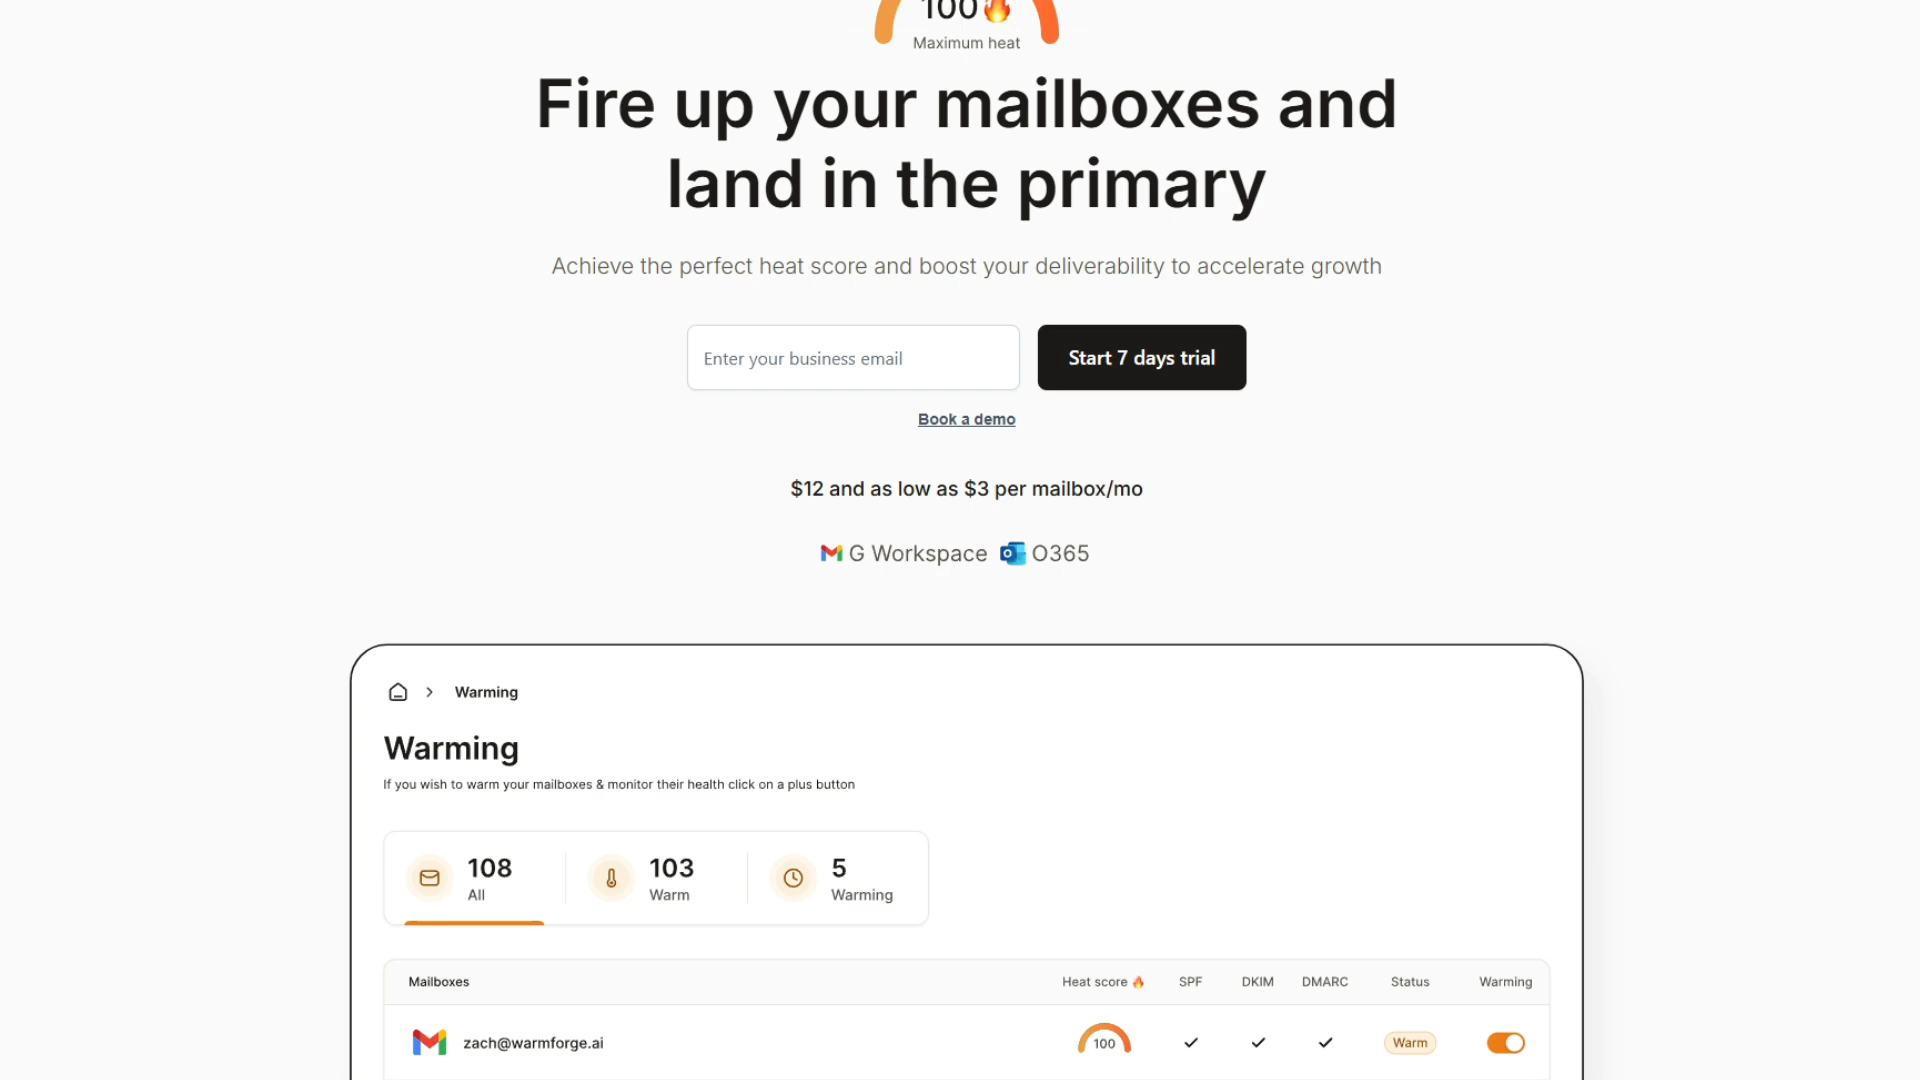 100🔥
Maximum heat
Fire up your mailboxes and
land in the primary
Achieve the perfect heat score and boost your deliverability to accelerate growth
Enter your business email
Start 7 days trial
Book a demo
$12 and as low as $3 per mailbox/mo
G Workspace O365
Warming
Warming
If you wish to warm your mailboxes & monitor their health click on a plus button
108 103 5
All Warm Warming
Mailboxes Heat score 🔥 SPF DKIM DMARC Status Warming
zach@warmforge.ai 100 Warm